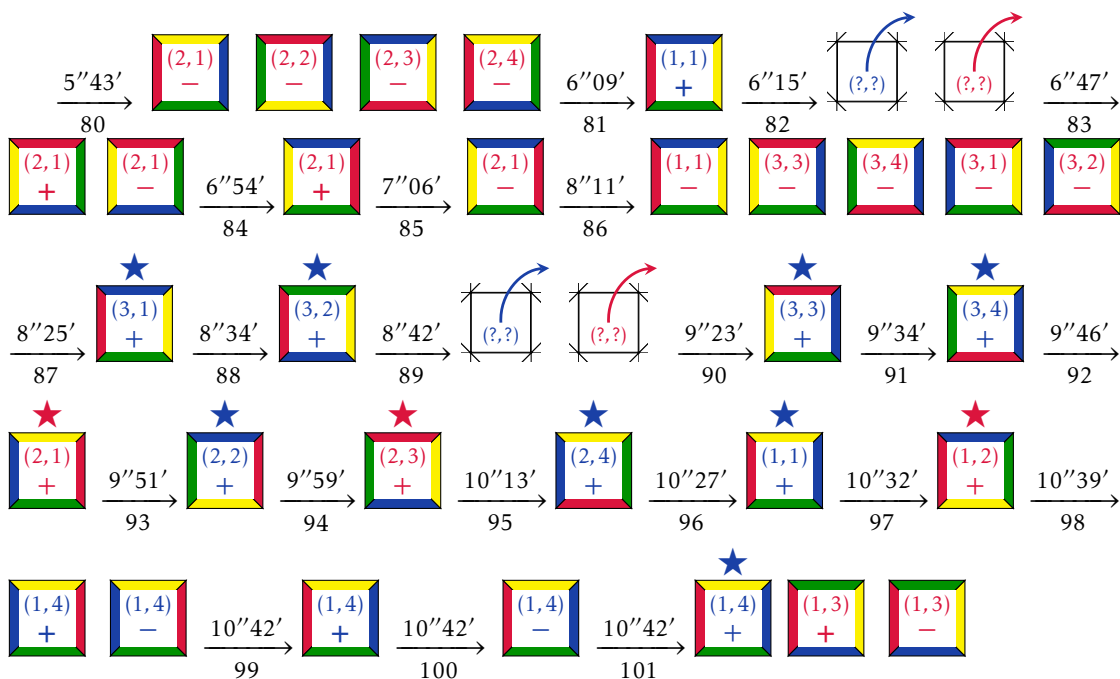 5′′43′ 80 (2,1) − (2,2) − (2,3) − (2,4) − 6′′09′ 81 (1,1) + 6′′15′ 82 (?,?) (?,?) 6′′47′ 83
(2,1) + (2,1) − 6′′54′ 84 (2,1) + 7′′06′ 85 (2,1) − 8′′11′ 86 (1,1) − (3,3) − (3,4) − (3,1) − (3,2) −
8′′25′ 87 (3,1) + 8′′34′ 88 (3,2) + 8′′42′ 89 (?,?) (?,?) 9′′23′ 90 (3,3) + 9′′34′ 91 (3,4) + 9′′46′ 92
(2,1) + 9′′51′ 93 (2,2) + 9′′59′ 94 (2,3) + 10′′13′ 95 (2,4) + 10′′27′ 96 (1,1) + 10′′32′ 97 (1,2) + 10′′39′ 98
(1,4) + (1,4) − 10′′42′ 99 (1,4) + 10′′42′ 100 (1,4) − 10′′42′ 101 (1,4) + (1,3) + (1,3) −